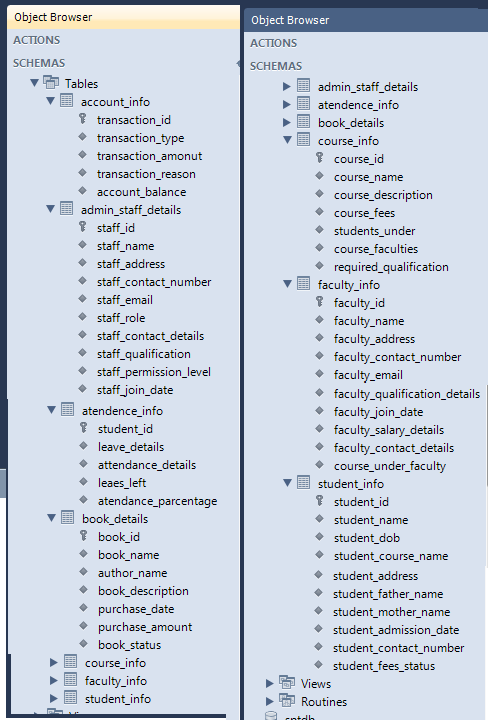 Object Browser
ACTIONS
SCHEMAS
Tables
account_info
transaction_id
transaction_type
transaction_amonut
transaction_reason
account_balance
admin_staff_details
staff_id
staff_name
staff_address
staff_contact_number
staff_email
staff_role
staff_contact_details
staff_qualification
staff_permission_level
staff_join_date
atendence_info
student_id
leave_details
attendance_details
leaes_left
atendance_parcentage
book_details
book_id
book_name
author_name
book_description
purchase_date
purchase_amount
book_status
course_info
faculty_info
student_info
Object Browser
ACTIONS
SCHEMAS
admin_staff_details
atendence_info
book_details
course_info
course_id
course_name
course_description
course_fees
students_under
course_faculties
required_qualification
faculty_info
faculty_id
faculty_name
faculty_address
faculty_contact_number
faculty_email
faculty_qualification_details
faculty_join_date
faculty_salary_details
faculty_contact_details
course_under_faculty
student_info
student_id
student_name
student_dob
student_course_name
student_address
student_father_name
student_mother_name
student_admission_date
student_contact_number
student_fees_status
Views
Routines